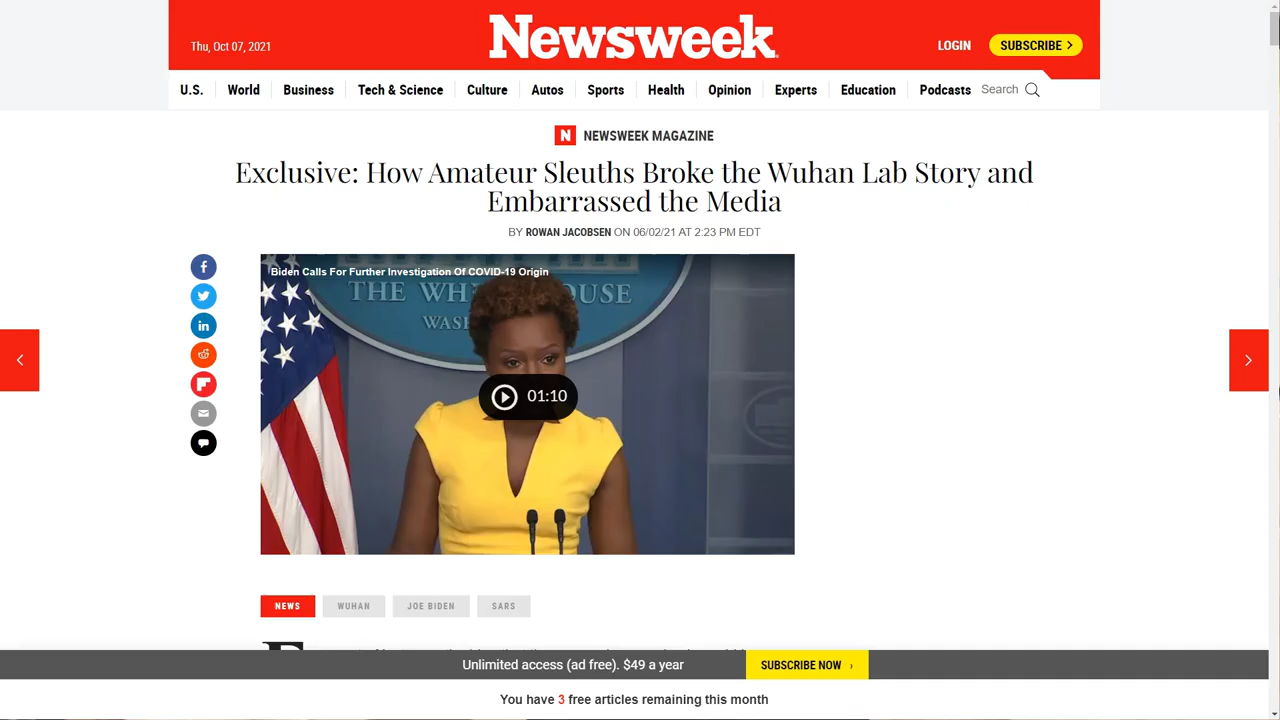 Thu, Oct 07, 2021
Newsweek
LOGIN
SUBSCRIBE
U.S.
World
Business
Tech & Science
Culture
Autos
Sports
Health
Opinion
Experts
Education
Podcasts
Search
N NEWSWEEK MAGAZINE
Exclusive: How Amateur Sleuths Broke the Wuhan Lab Story and
Embarrassed the Media
BY ROWAN JACOBSEN ON 06/02/21 AT 2:23 PM EDT
Biden Calls For Further Investigation Of COVID-19 Origin
THE WH USE
WAS
01:10
NEWS
WUHAN
JOE BIDEN
SARS
Unlimited access (ad free). $49 a year
SUBSCRIBE NOW
You have 3 free articles remaining this month